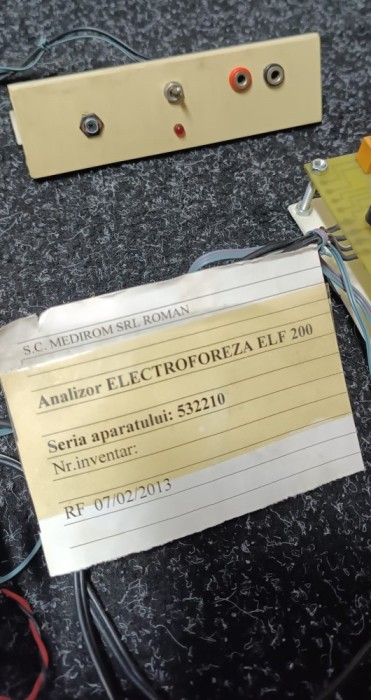 S.C. MEDIROM SRL ROMAN
Analizor ELECTROFOREZA ELF 200
Seria aparatului: 532210
Nr.inventar:
RF 07/02/2013